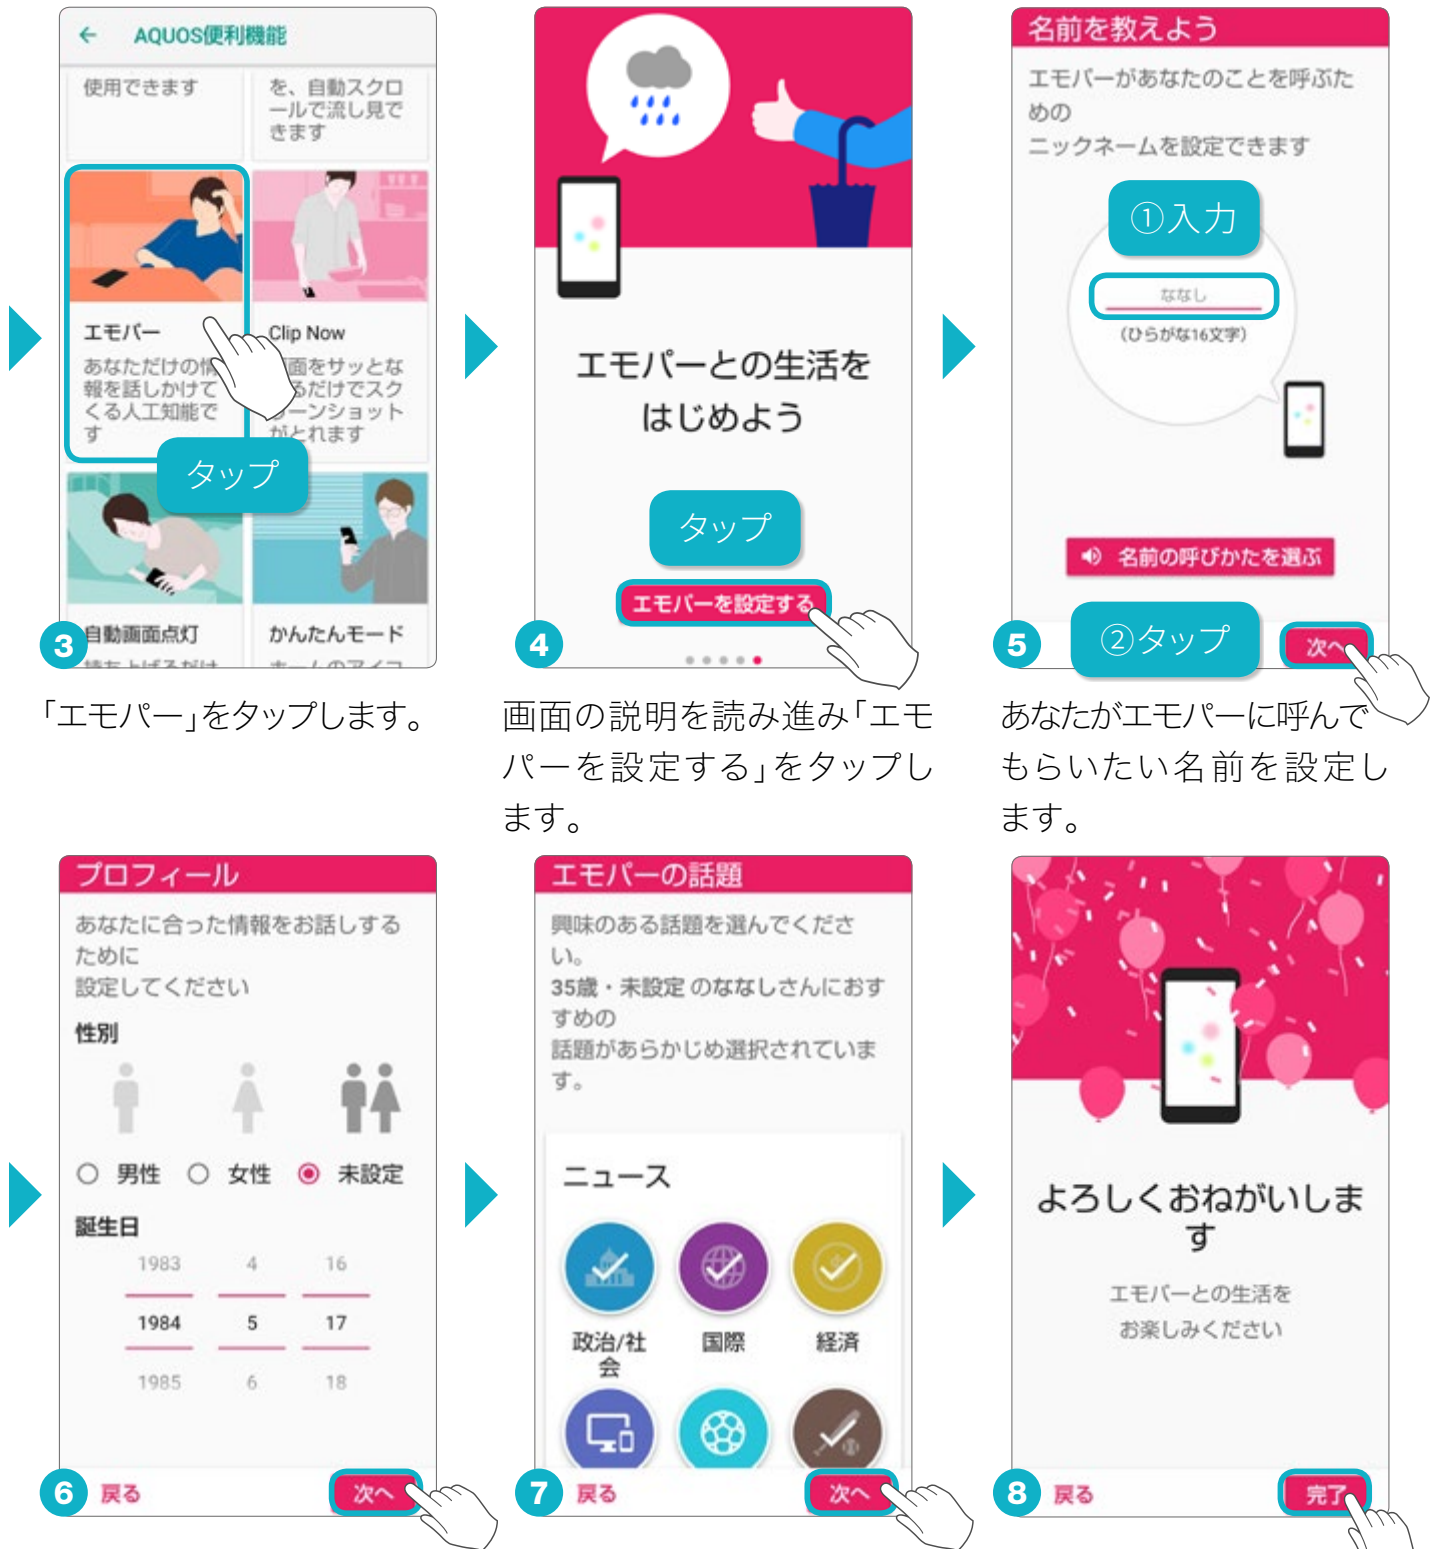 AQUOS便利機能
使用できます
を、自動スクロ
ールで流し見で
きます
エモパー
あなただけの情
報を話しかけて
くる人工知能で
す
Clip Now
画面をサッとな
るだけでスク
ーンショット
がとれます
タップ
自動画面点灯
持ち上げるだけ
かんたんモード
ホームのアイコ
3
「エモパー」をタップします。
エモパーとの生活を
はじめよう
タップ
エモパーを設定する
4
画面の説明を読み進み「エモ
パーを設定する」をタップし
ます。
名前を教えよう
エモパーがあなたのことを呼ぶた
めの
ニックネームを設定できます
①入力
ななし
(ひらがな16文字)
名前の呼びかたを選ぶ
5
②タップ
次へ
あなたがエモパーに呼んで
もらいたい名前を設定し
ます。
プロフィール
あなたに合った情報をお話しする
ために
設定してください
性別
男性 女性 未設定
誕生日
1983 4 16
1984 5 17
1985 6 18
6 戻る 次へ
エモパーの話題
興味のある話題を選んでくださ
い。
35歳・未設定 のななしさんにおす
すめの
話題があらかじめ選択されていま
す。
ニュース
政治/社
会
国際
経済
7 戻る 次へ
よろしくおねがいしま
す
エモパーとの生活を
お楽しみください
8 戻る 完了